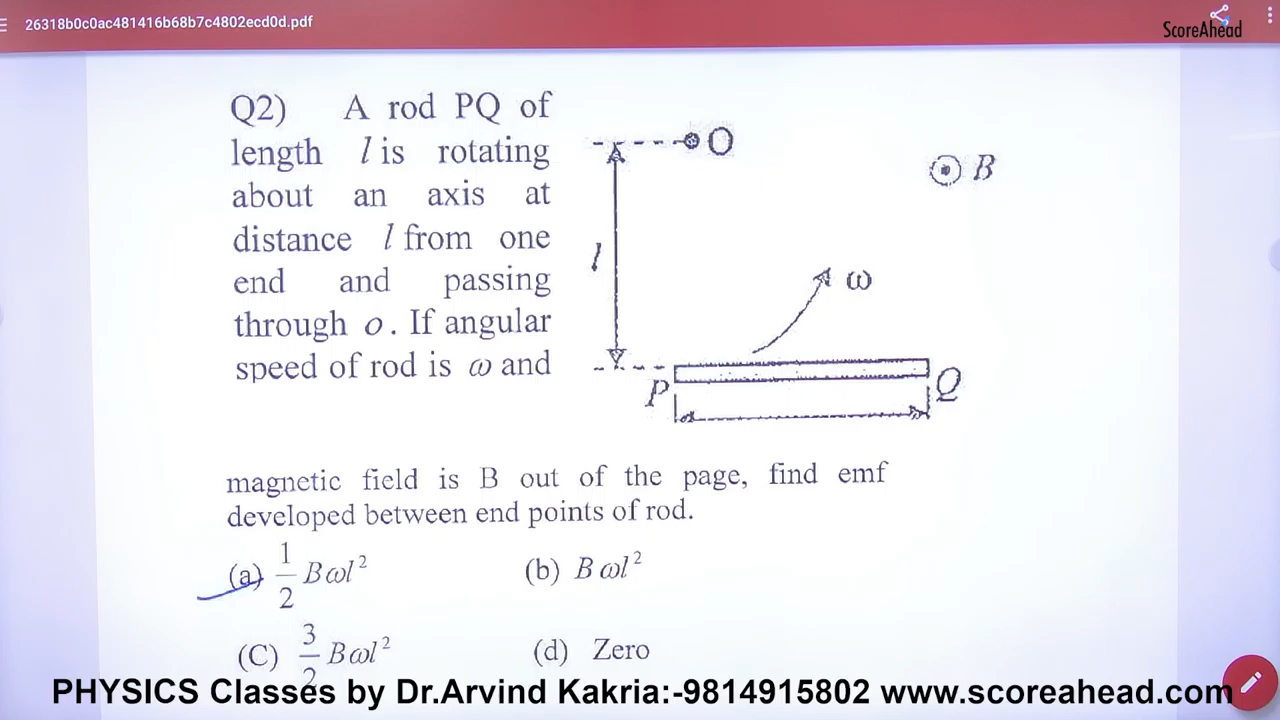 26318b0c0ac481416b68b7c4802ecd0d.pdf
ScoreAhead
Q2) A rod PQ of
length l is rotating
about an axis at
distance l from one
end and passing
through o. If angular
speed of rod is ω and
O
B
l
ω
P
Q
magnetic field is B out of the page, find emf
developed between end points of rod.
(a) 1/2 Bωl²
(b) Bωl²
(C) 3/2 Bωl²
(d) Zero
PHYSICS Classes by Dr.Arvind Kakria:-9814915802 www.scoreahead.com